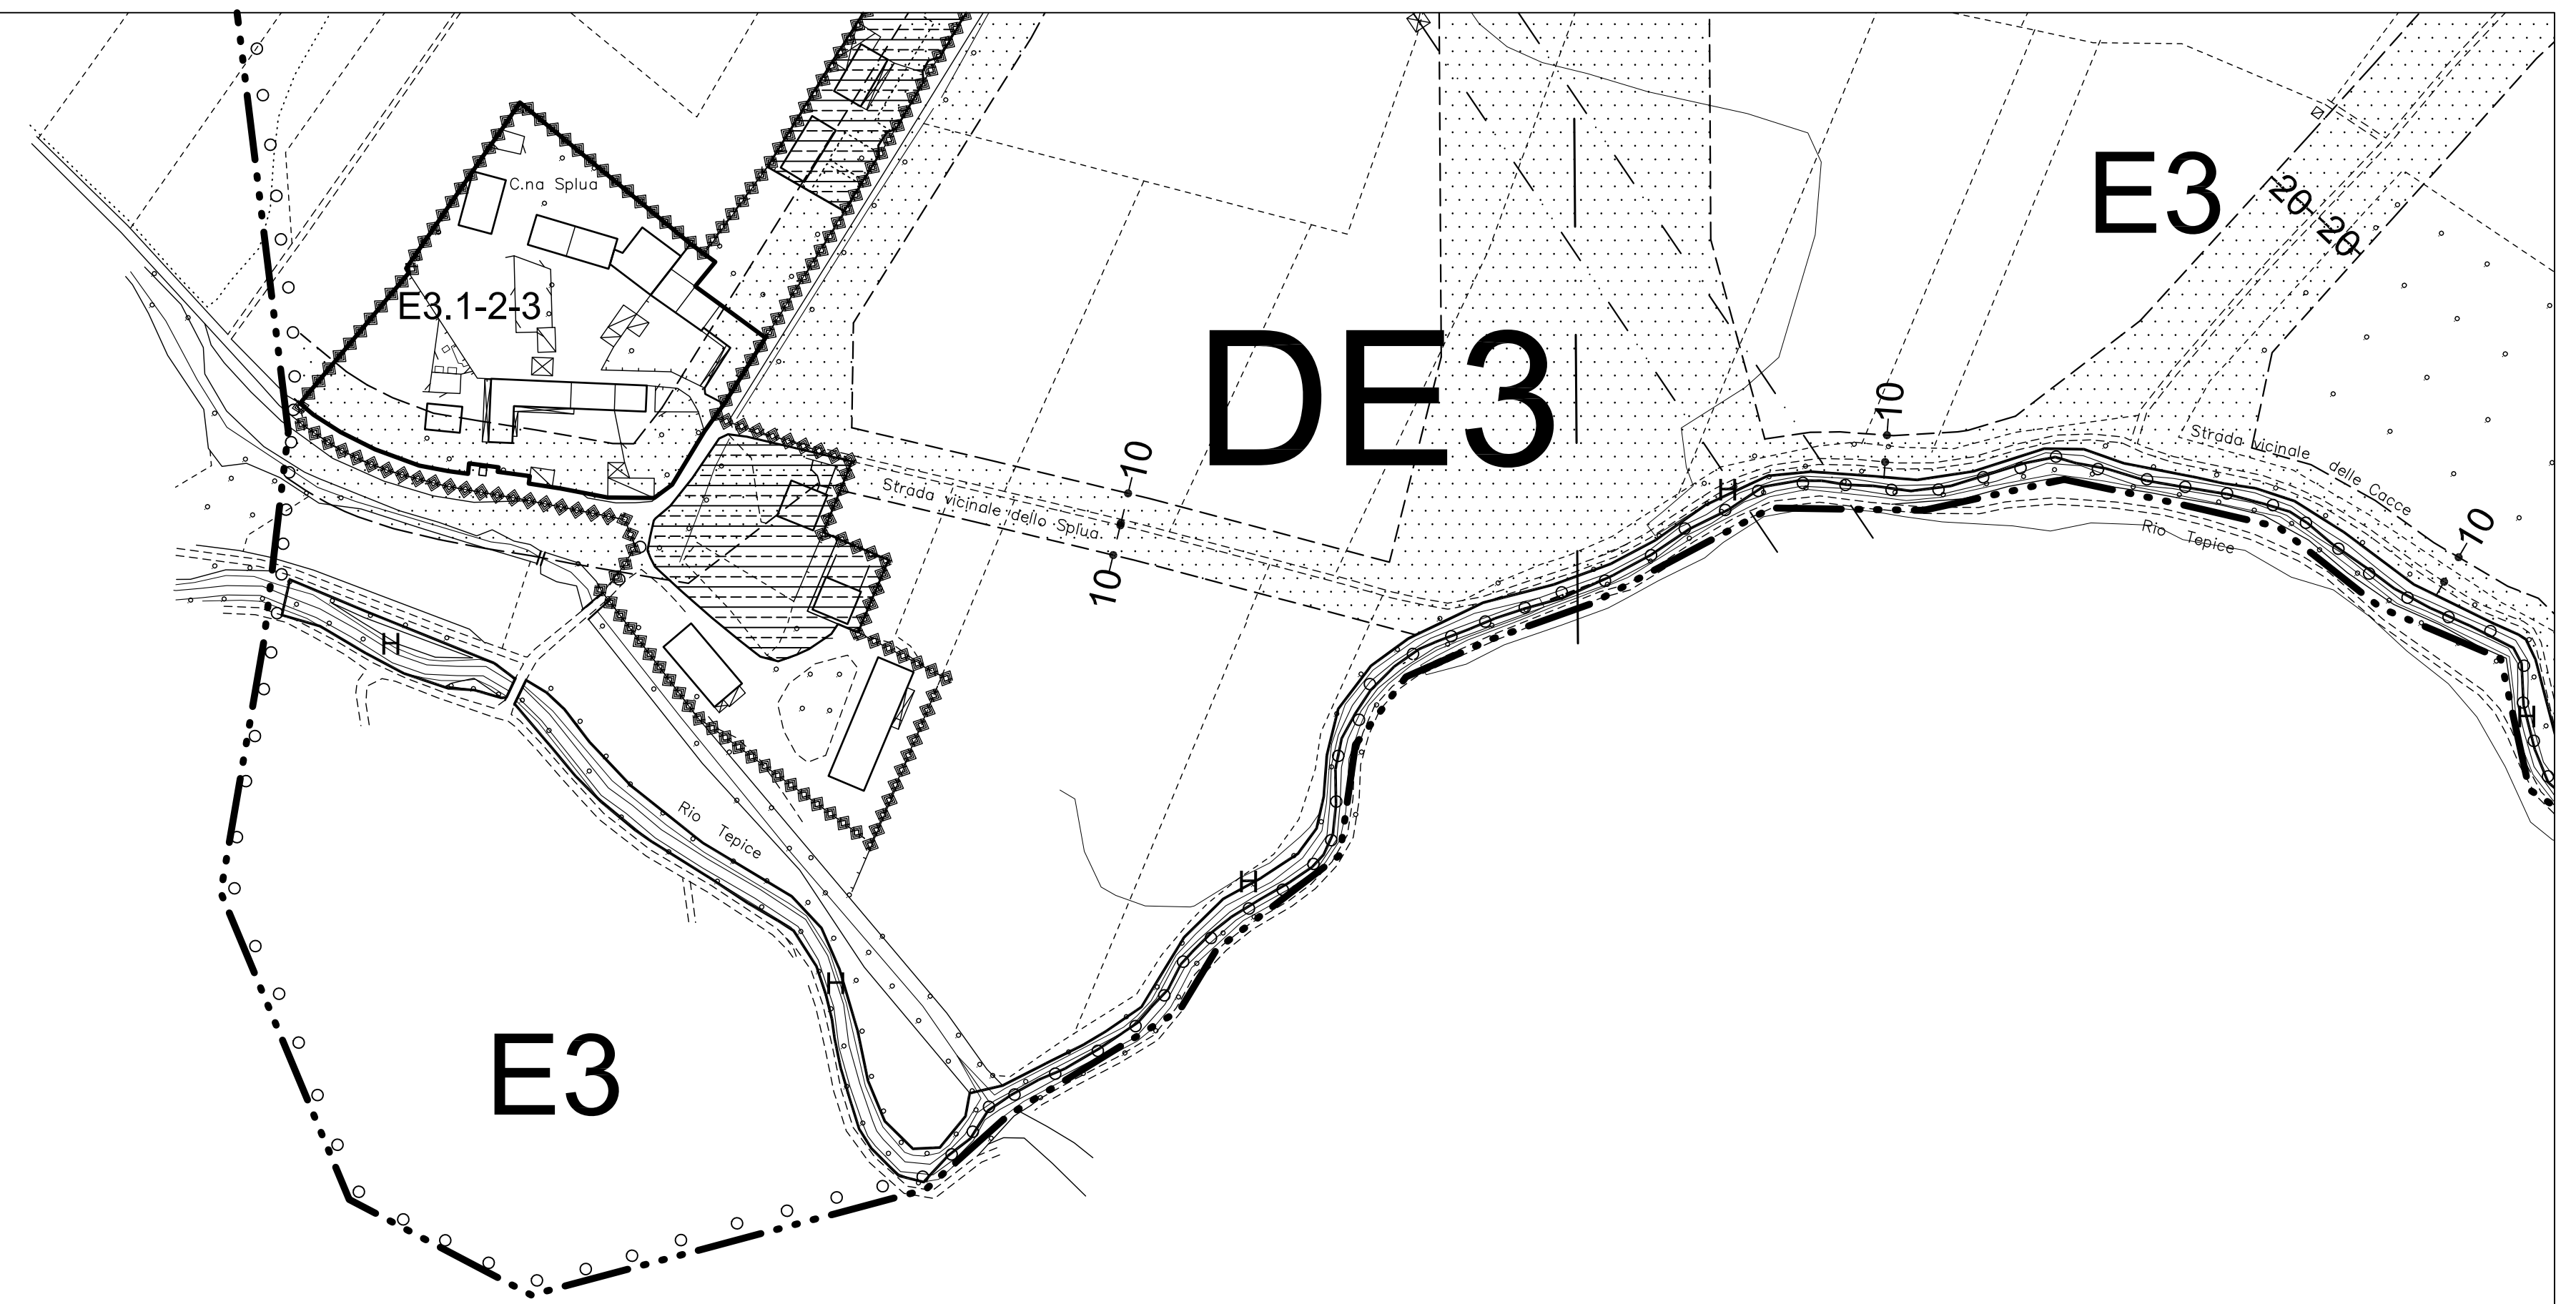 C.na Splua
E3
20
20
E3.1-2-3
DE3
10
10
Strada vicinale delle Cacce
Strada vicinale dello Splua
10
10
H
Rio Tepice
H
H
Rio Tepice
H
H
E3